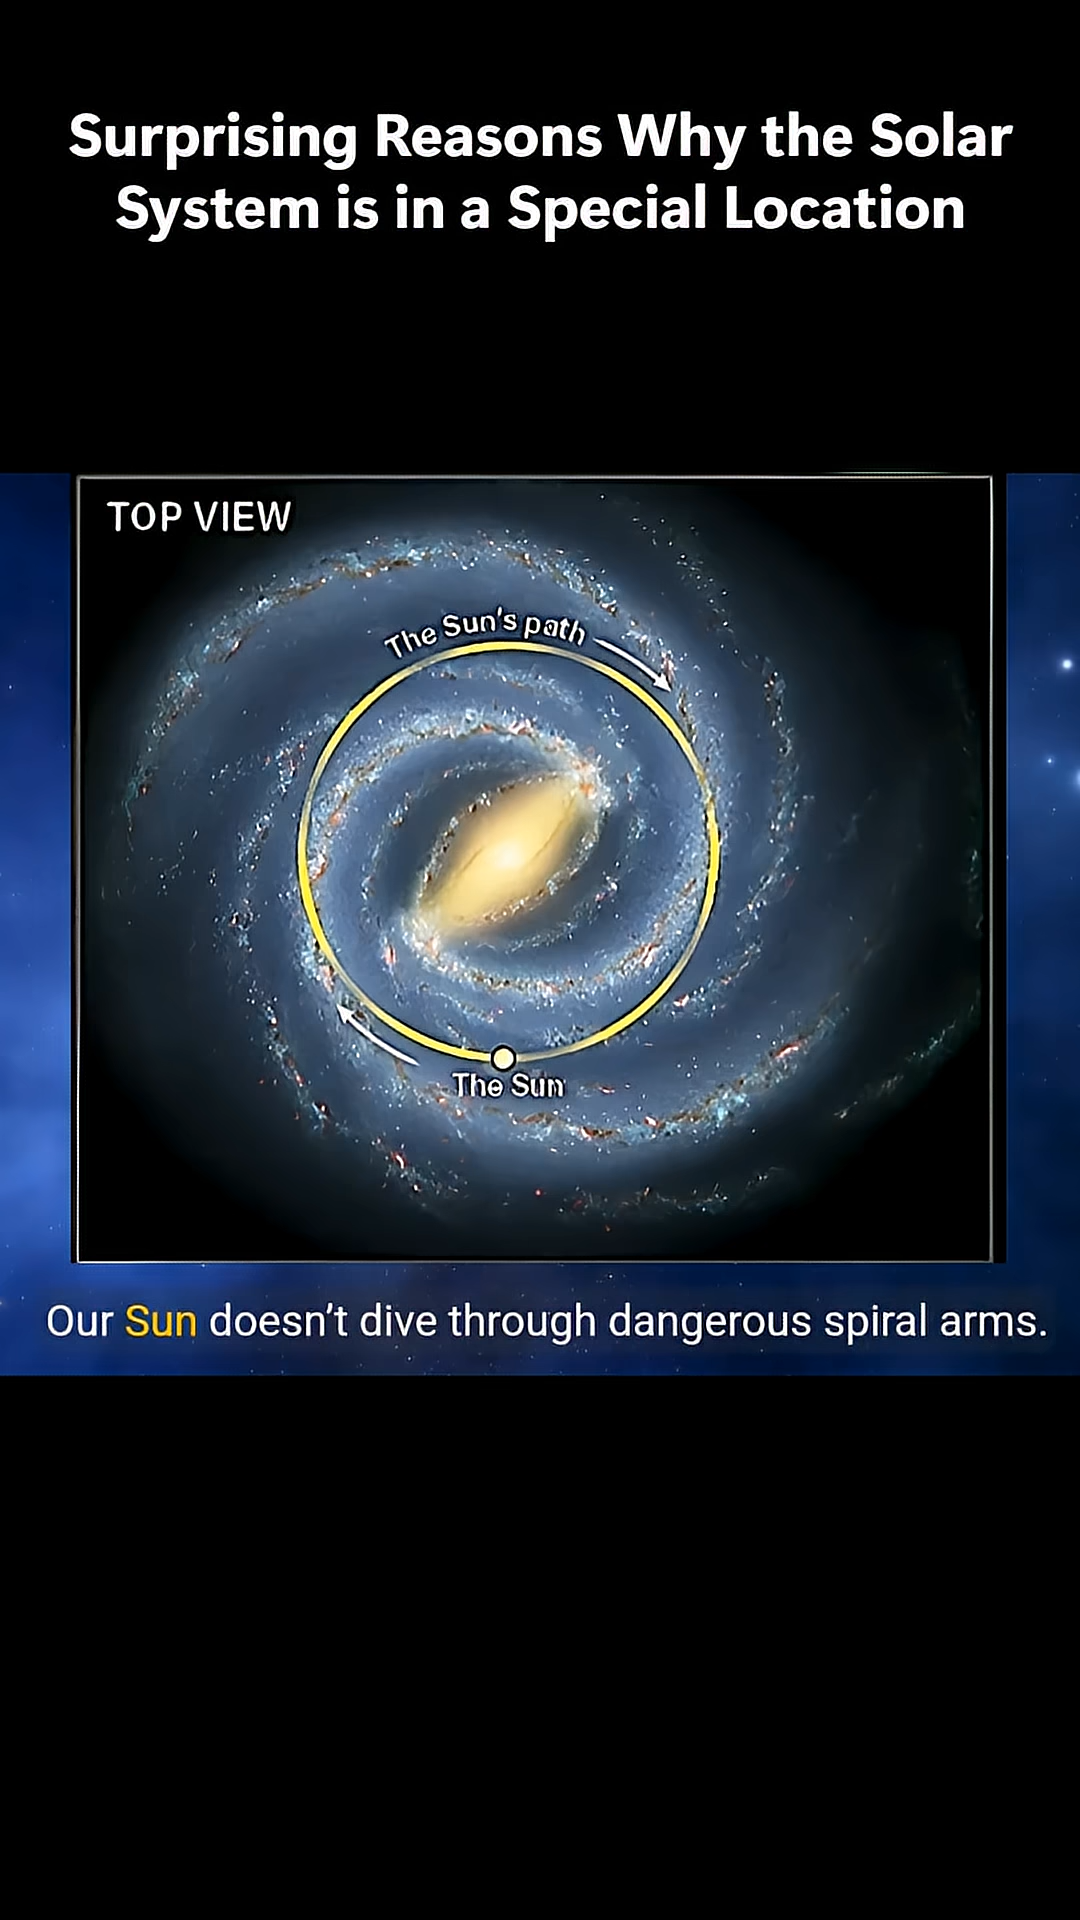 Surprising Reasons Why the Solar
System is in a Special Location
TOP VIEW
The Sun's path
The Sun
Our Sun doesn’t dive through dangerous spiral arms.